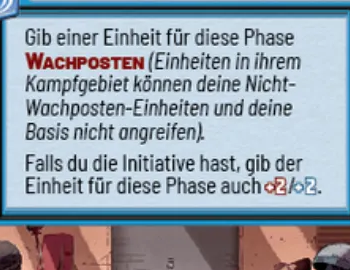 Gib einer Einheit für diese Phase
WACHPOSTEN (Einheiten in ihrem
Kampfgebiet können deine Nicht-
Wachposten-Einheiten und deine
Basis nicht angreifen).
Falls du die Initiative hast, gib der
Einheit für diese Phase auch +2/+2.